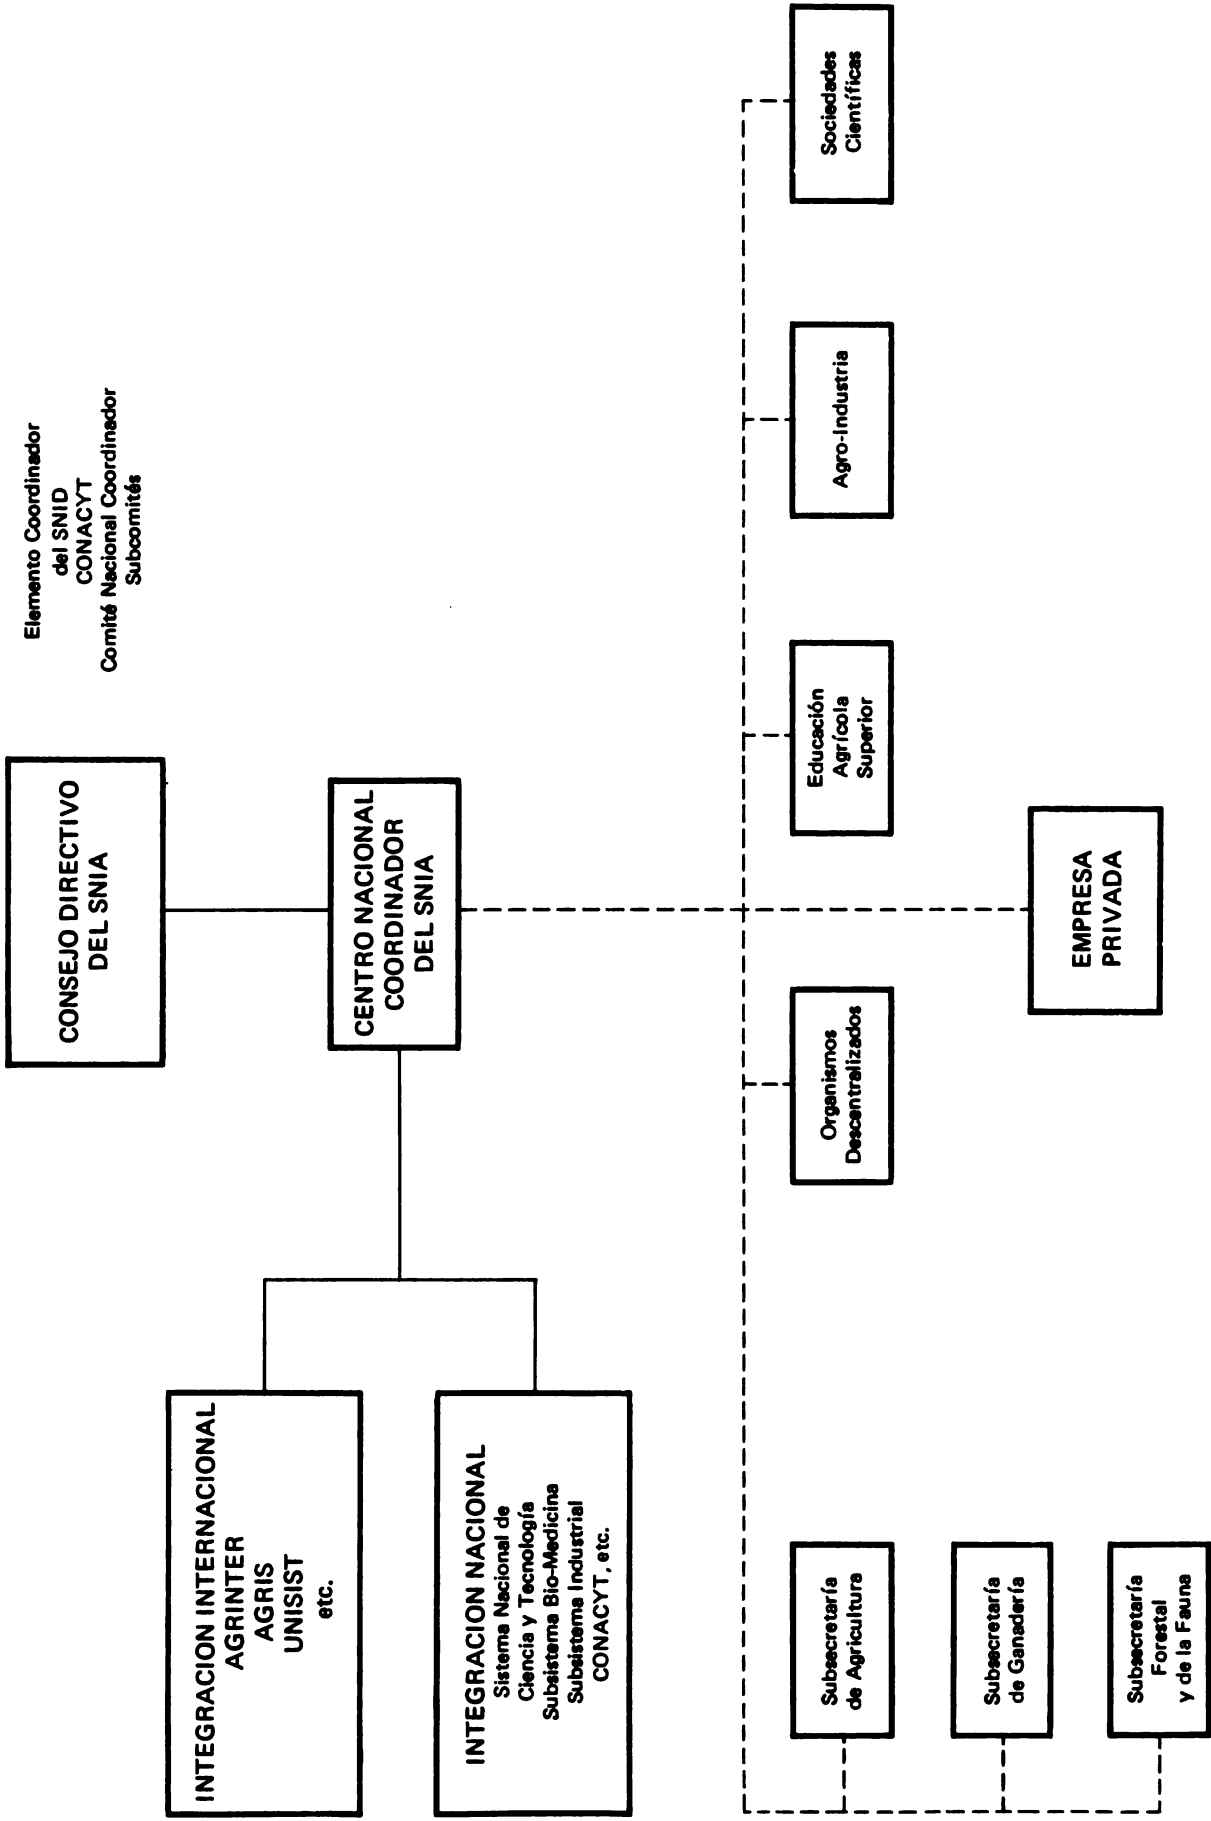 Elemento Coordinador
del SNID
CONACYT
Comité Nacional Coordinador
Subcomités
CONSEJO DIRECTIVO
DEL SNIA
CENTRO NACIONAL
COORDINADOR
DEL SNIA
INTEGRACION INTERNACIONAL
AGRINTER
AGRIS
UNISIST
etc.
INTEGRACION NACIONAL
Sistema Nacional de
Ciencia y Tecnología
Subsistema Bio-Medicina
Subsistema Industrial
CONACYT, etc.
Subsecretaría
de Agricultura
Subsecretaría
de Ganadería
Subsecretaría
Forestal
y de la Fauna
Organismos
Descentralizados
Educación
Agrícola
Superior
Agro-Industria
Sociedades
Científicas
EMPRESA
PRIVADA